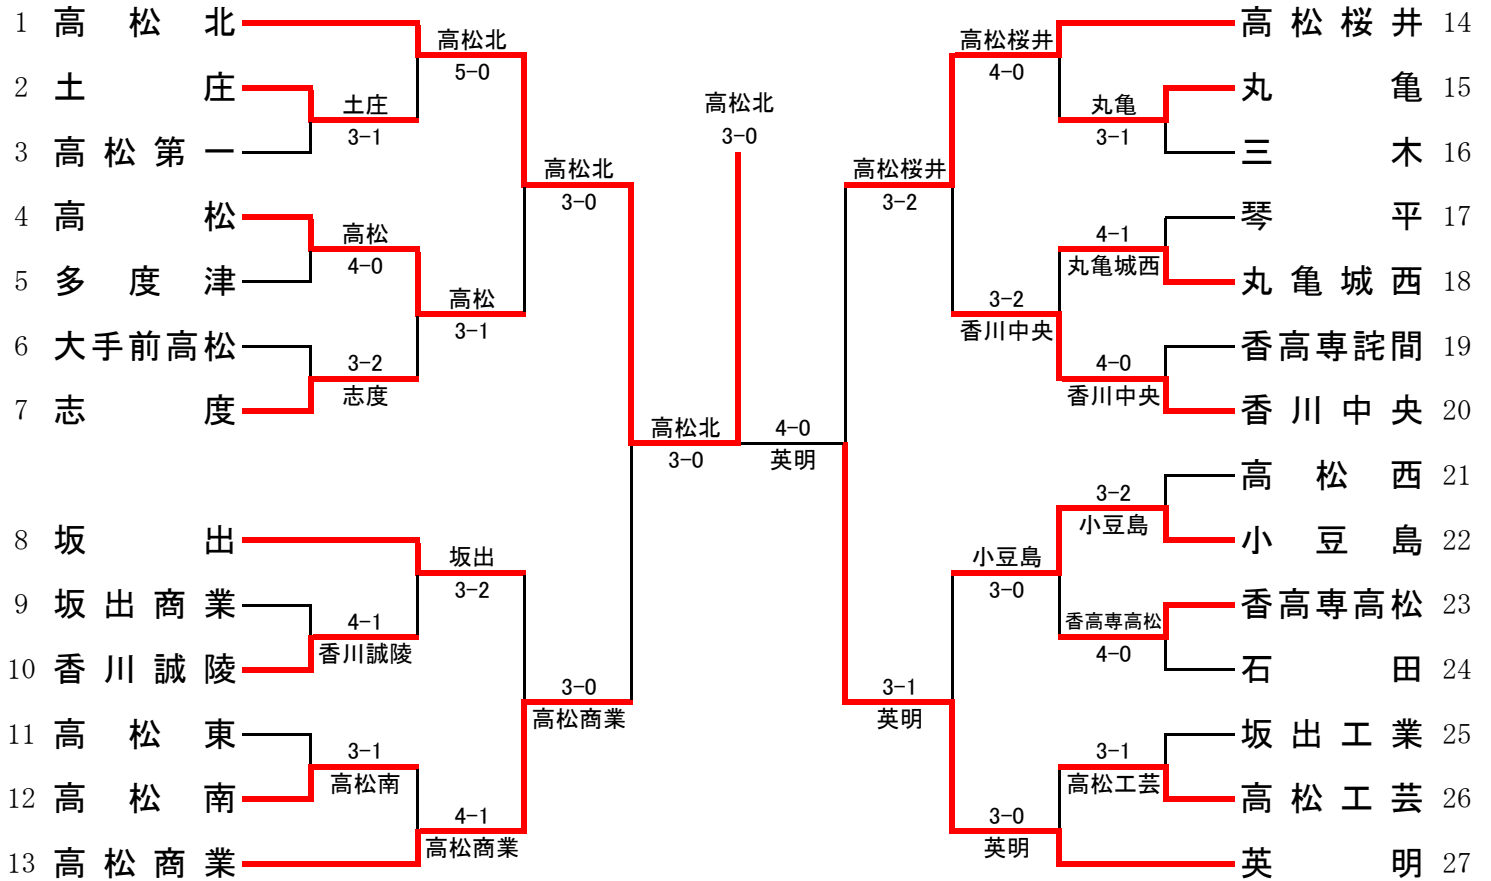 1 高松北
2 土庄
3 高松第一
4 高松
5 多度津
6 大手前高松
7 志度
8 坂出
9 坂出商業
10 香川誠陵
11 高松東
12 高松南
13 高松商業
土庄
3-1
高松
4-0
3-2
志度
4-1
香川誠陵
3-1
高松南
高松北
5-0
高松
3-1
坂出
3-2
4-1
高松商業
高松北
3-0
3-0
高松商業
高松北
3-0
高松北
3-0
4-0
英明
高松桜井
3-2
3-1
英明
高松桜井
4-0
3-2
香川中央
小豆島
3-0
3-0
英明
丸亀
3-1
4-1
丸亀城西
4-0
香川中央
3-2
小豆島
香高専高松
4-0
3-1
高松工芸
高松桜井 14
丸亀 15
三木 16
琴平 17
丸亀城西 18
香高専詫間 19
香川中央 20
高松西 21
小豆島 22
香高専高松 23
石田 24
坂出工業 25
高松工芸 26
英明 27